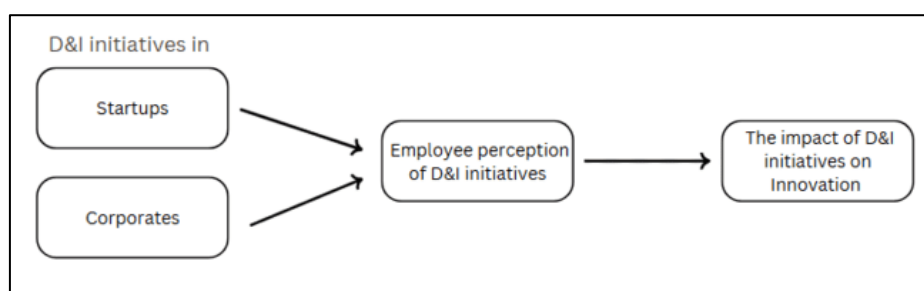 D&I initiatives in
Startups
Corporates
Employee perception
of D&I initiatives
The impact of D&I
initiatives on
Innovation